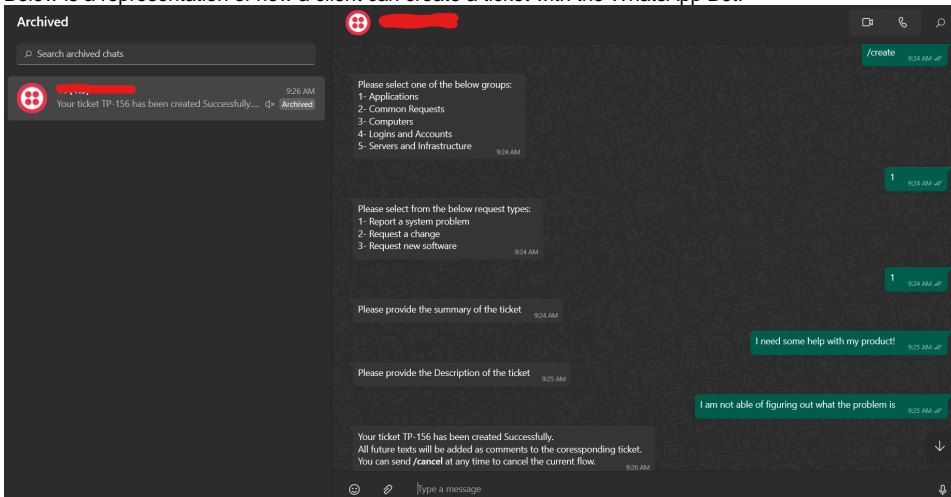 Below is a representation of how a client can create a ticket with the WhatsApp Bot:
Archived
Search archived chats
9:26 AM
Your ticket TP-156 has been created Successfully....
Archived
/create
9:24 AM
Please select one of the below groups:
1- Applications
2- Common Requests
3- Computers
4- Logins and Accounts
5- Servers and Infrastructure
9:24 AM
1
9:24 AM
Please select from the below request types:
1- Report a system problem
2- Request a change
3- Request new software
9:24 AM
1
9:24 AM
Please provide the summary of the ticket
9:24 AM
I need some help with my product!
9:25 AM
Please provide the Description of the ticket
9:25 AM
I am not able of figuring out what the problem is
9:25 AM
Your ticket TP-156 has been created Successfully.
All future texts will be added as comments to the coressponding ticket.
You can send /cancel at any time to cancel the current flow.
9:26 AM
Type a message